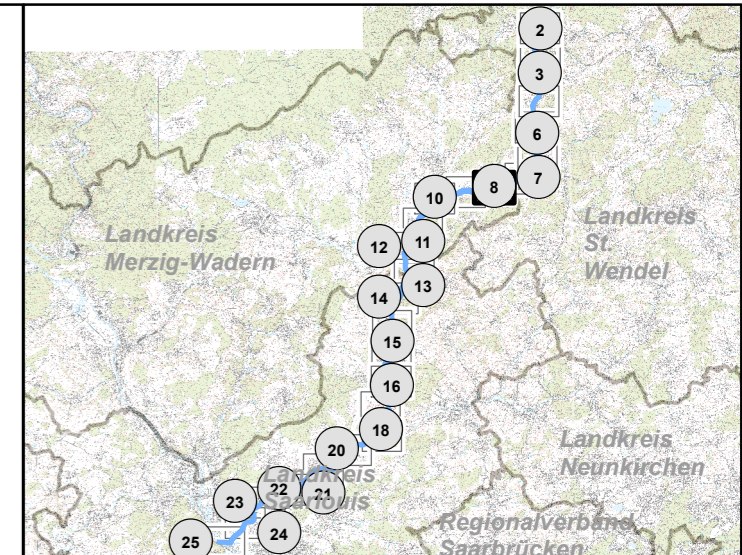 2
3
6
7
8
10
Landkreis
St.
Wendel
Landkreis
Merzig-Wadern
12
11
13
14
15
16
18
Landkreis
Neunkirchen
20
Landkreis
Saarlouis
22
21
23
24
Regionalverband
Saarbrücken
25